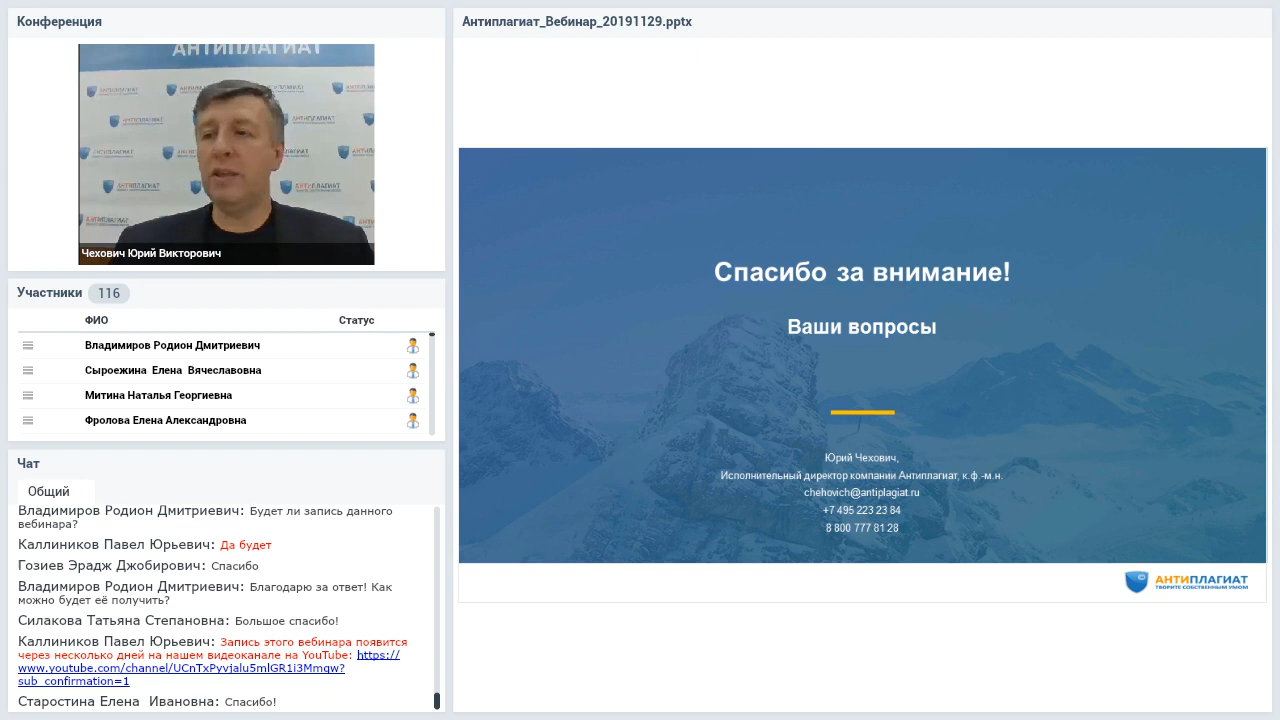 Конференция
АНТИПЛАГИАТ
Чехович Юрий Викторович
Участники 116
ФИО Статус
Владимиров Родион Дмитриевич
Сыроежина Елена Вячеславовна
Митина Наталья Георгиевна
Фролова Елена Александровна
Чат
Общий
Владимиров Родион Дмитриевич: Будет ли запись данного
вебинара?
Каллиников Павел Юрьевич: Да будет
Гозиев Эрадж Джобирович: Спасибо
Владимиров Родион Дмитриевич: Благодарю за ответ! Как
можно будет её получить?
Силакова Татьяна Степановна: Большое спасибо!
Каллиников Павел Юрьевич: Запись этого вебинара появится
через несколько дней на нашем видеоканале на YouTube: https://
www.youtube.com/channel/UCnTxPyvjalu5mlGR1i3Mmqw?
sub_confirmation=1
Старостина Елена Ивановна: Спасибо!
Антиплагиат_Вебинар_20191129.pptx
Спасибо за внимание!
Ваши вопросы
Юрий Чехович,
Исполнительный директор компании Антиплагиат, к.ф.-м.н.
chehovich@antiplagiat.ru
+7 495 223 23 84
8 800 777 81 28
АНТИПЛАГИАТ
ТВОРИТЕ СОБСТВЕННЫМ УМОМ